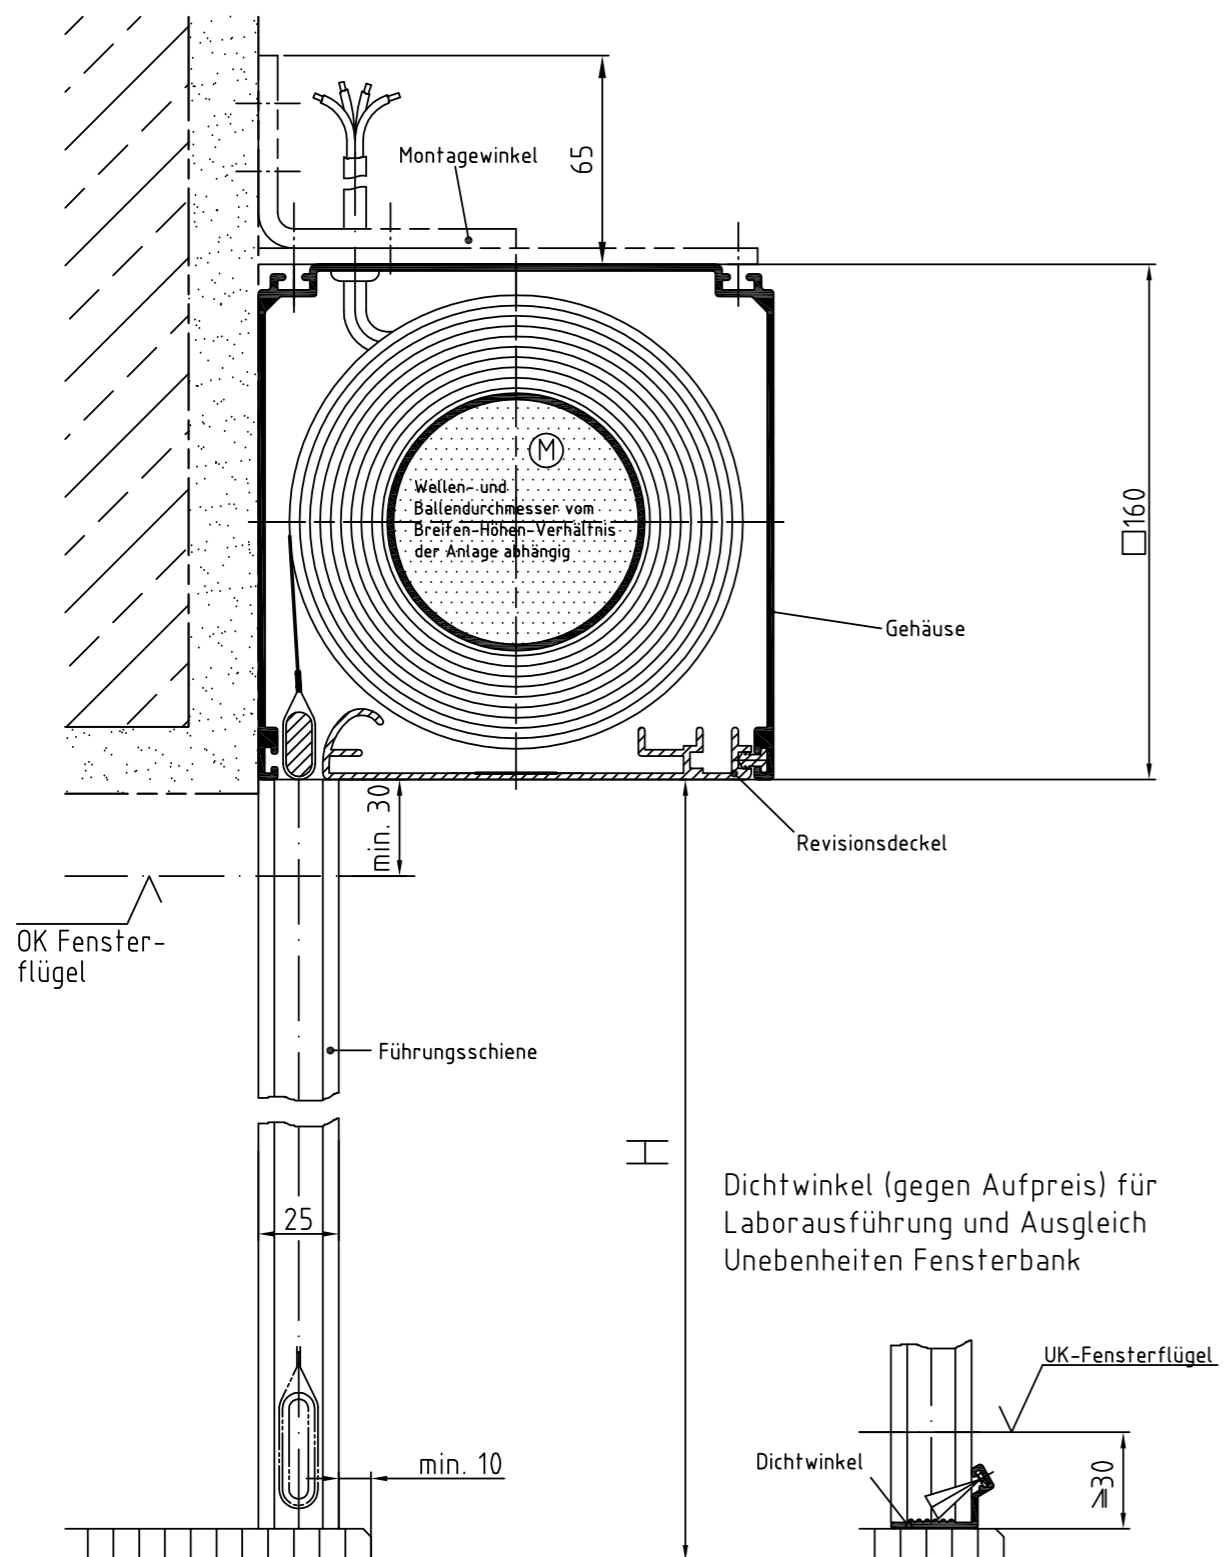 65
Montagewinkel
M
Wellen- und
Ballendurchmesser vom
Breiten-Höhen-Verhältnis
der Anlage abhängig
□160
Gehäuse
min. 30
Revisionsdeckel
OK Fenster-
flügel
Führungsschiene
H
25
Dichtwinkel (gegen Aufpreis) für
Laborausführung und Ausgleich
Unebenheiten Fensterbank
UK-Fensterflügel
min. 10
Dichtwinkel
≥30